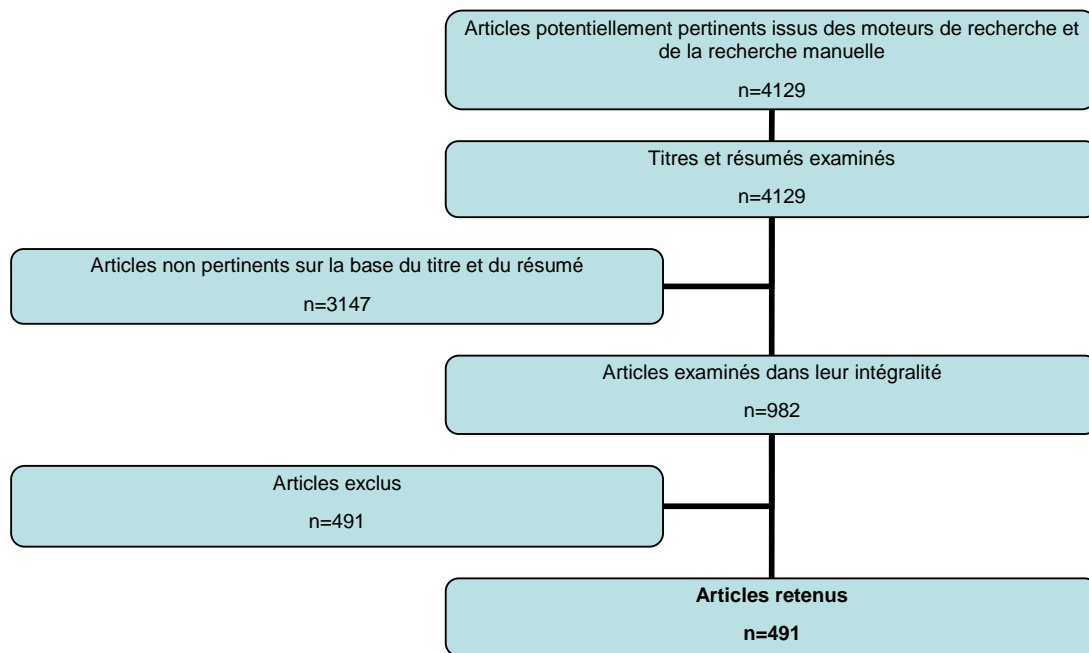 Articles potentiellement pertinents issus des moteurs de recherche et
de la recherche manuelle
n=4129
Titres et résumés examinés
n=4129
Articles non pertinents sur la base du titre et du résumé
n=3147
Articles examinés dans leur intégralité
n=982
Articles exclus
n=491
Articles retenus
n=491